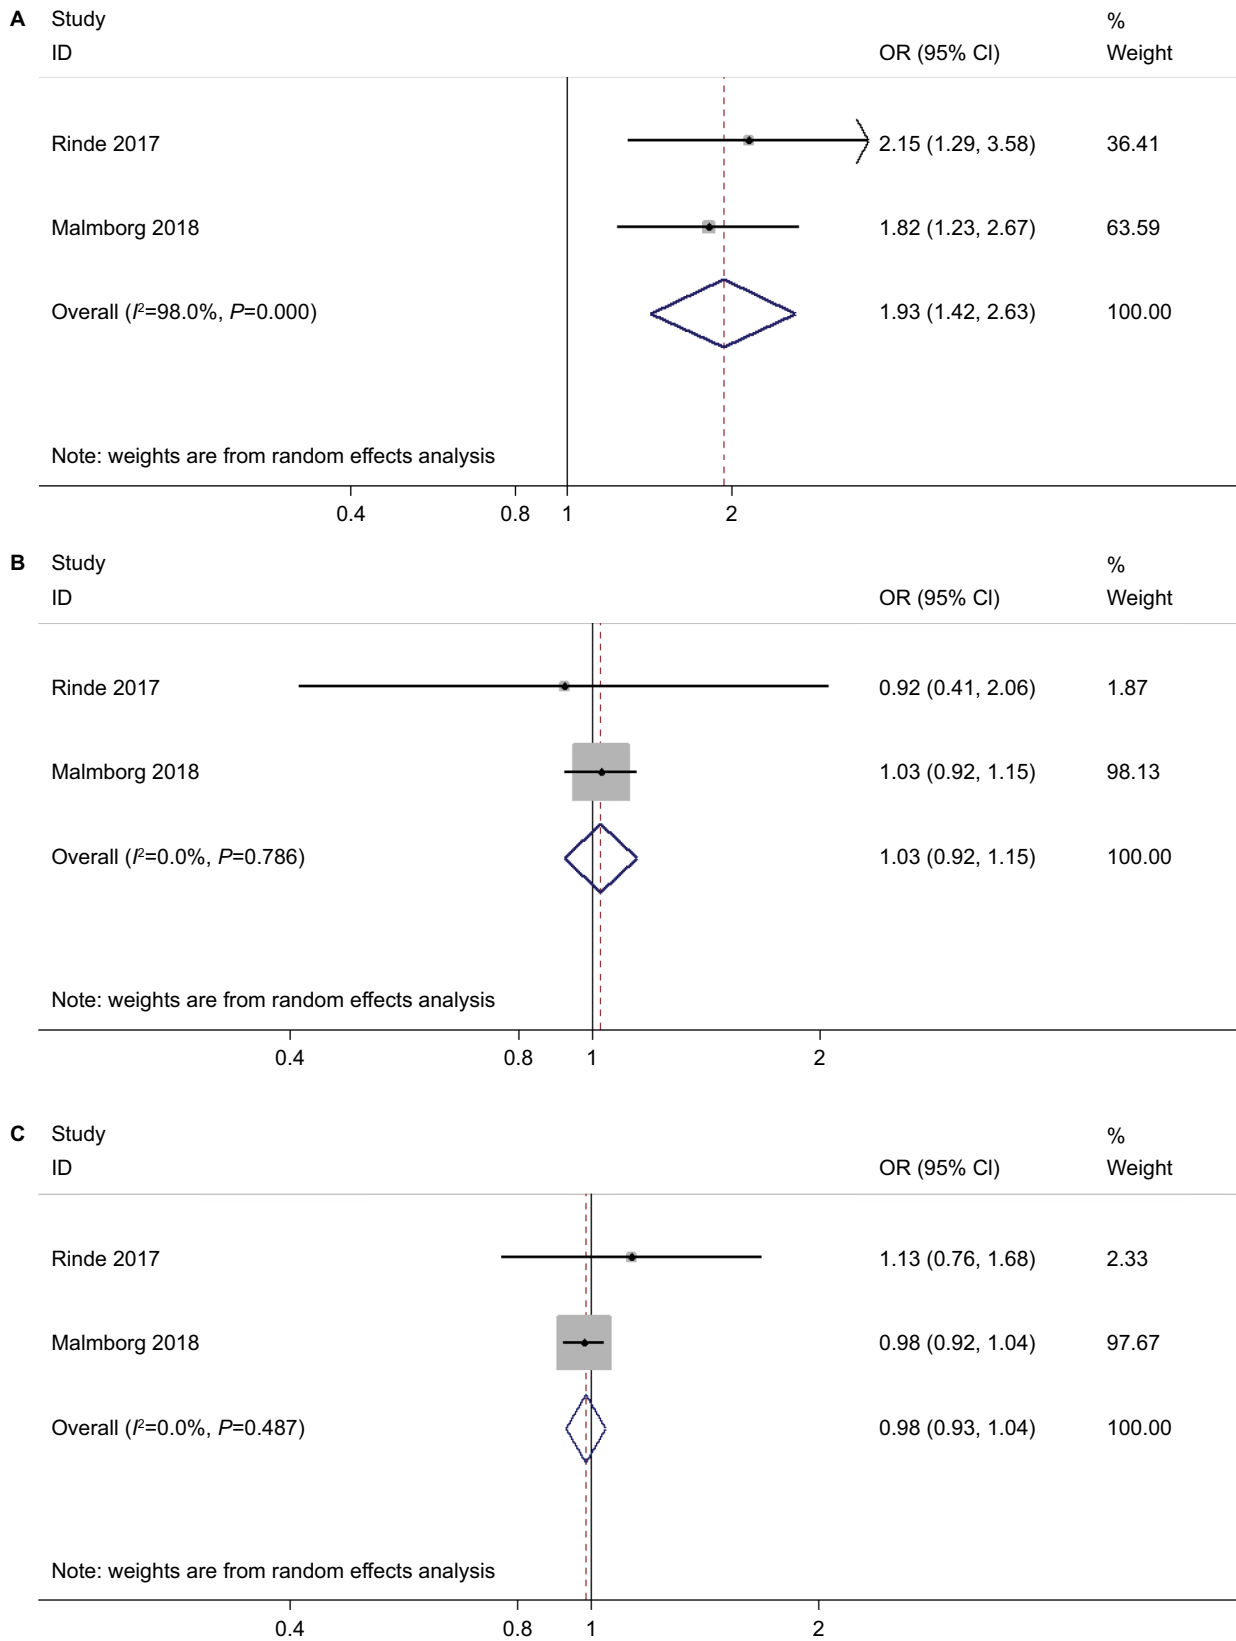 A Study %
ID OR (95% CI) Weight
Rinde 2017 2.15 (1.29, 3.58) 36.41
Malmborg 2018 1.82 (1.23, 2.67) 63.59
Overall (I²=98.0%, P=0.000) 1.93 (1.42, 2.63) 100.00
Note: weights are from random effects analysis
0.4 0.8 1 2
B Study %
ID OR (95% CI) Weight
Rinde 2017 0.92 (0.41, 2.06) 1.87
Malmborg 2018 1.03 (0.92, 1.15) 98.13
Overall (I²=0.0%, P=0.786) 1.03 (0.92, 1.15) 100.00
Note: weights are from random effects analysis
0.4 0.8 1 2
C Study %
ID OR (95% CI) Weight
Rinde 2017 1.13 (0.76, 1.68) 2.33
Malmborg 2018 0.98 (0.92, 1.04) 97.67
Overall (I²=0.0%, P=0.487) 0.98 (0.93, 1.04) 100.00
Note: weights are from random effects analysis
0.4 0.8 1 2